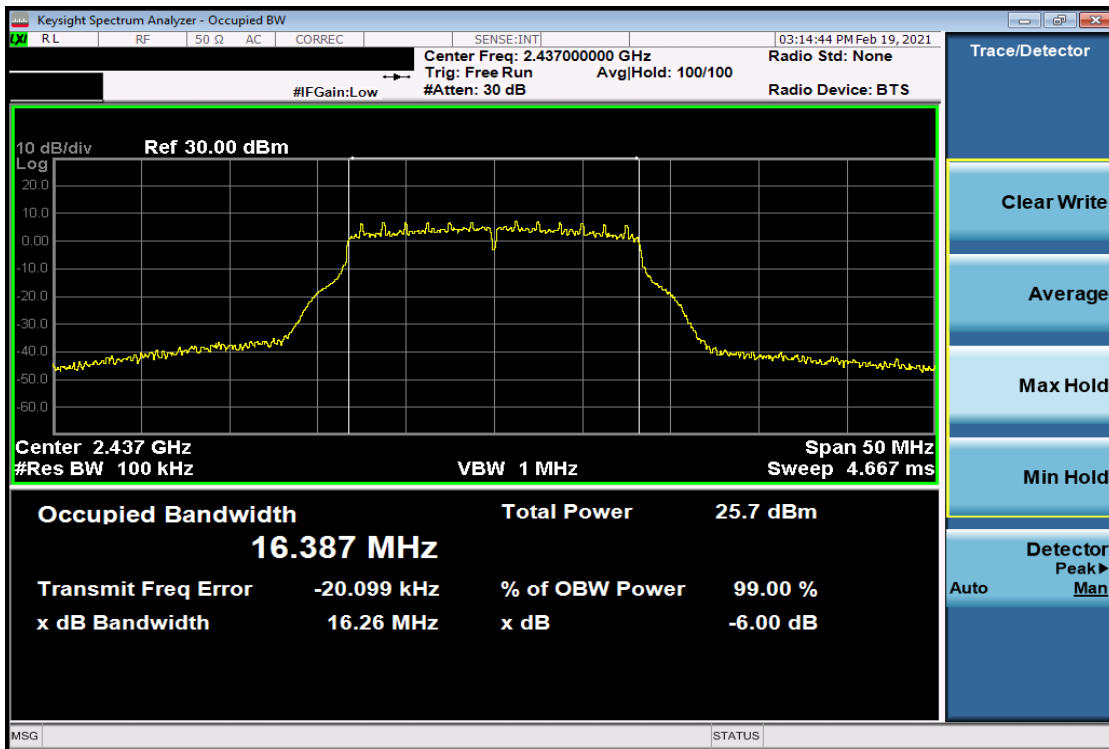 Keysight Spectrum Analyzer - Occupied BW
LXI RL RF 50 Ω AC CORREC SENSE:INT 03:14:44 PM Feb 19, 2021
Center Freq: 2.437000000 GHz Radio Std: None
Trig: Free Run Avg|Hold: 100/100
#IFGain:Low #Atten: 30 dB Radio Device: BTS
Trace/Detector
10 dB/div Ref 30.00 dBm
Log
20.0
10.0
0.00
-10.0
-20.0
-30.0
-40.0
-50.0
-60.0
Center 2.437 GHz Span 50 MHz
#Res BW 100 kHz VBW 1 MHz Sweep 4.667 ms
Occupied Bandwidth Total Power 25.7 dBm
16.387 MHz
Transmit Freq Error -20.099 kHz % of OBW Power 99.00 %
x dB Bandwidth 16.26 MHz x dB -6.00 dB
Clear Write
Average
Max Hold
Min Hold
Detector
Peak▶
Auto Man
MSG STATUS